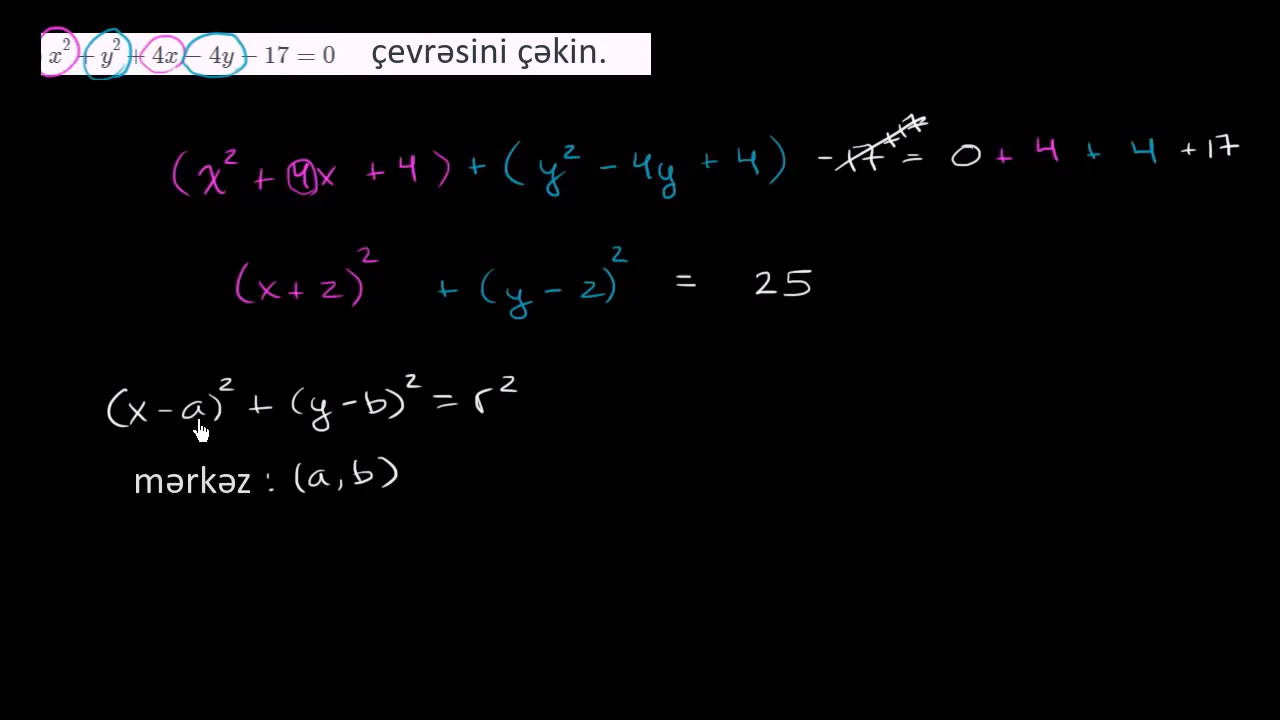 x² + y² + 4x − 4y − 17 = 0 çevrəsini çəkin.
(x² + 4x + 4) + (y² − 4y + 4) −17 +17 = 0 + 4 + 4 + 17
(x + 2)² + (y − 2)² = 25
(x − a)² + (y − b)² = r²
mərkəz : (a, b)